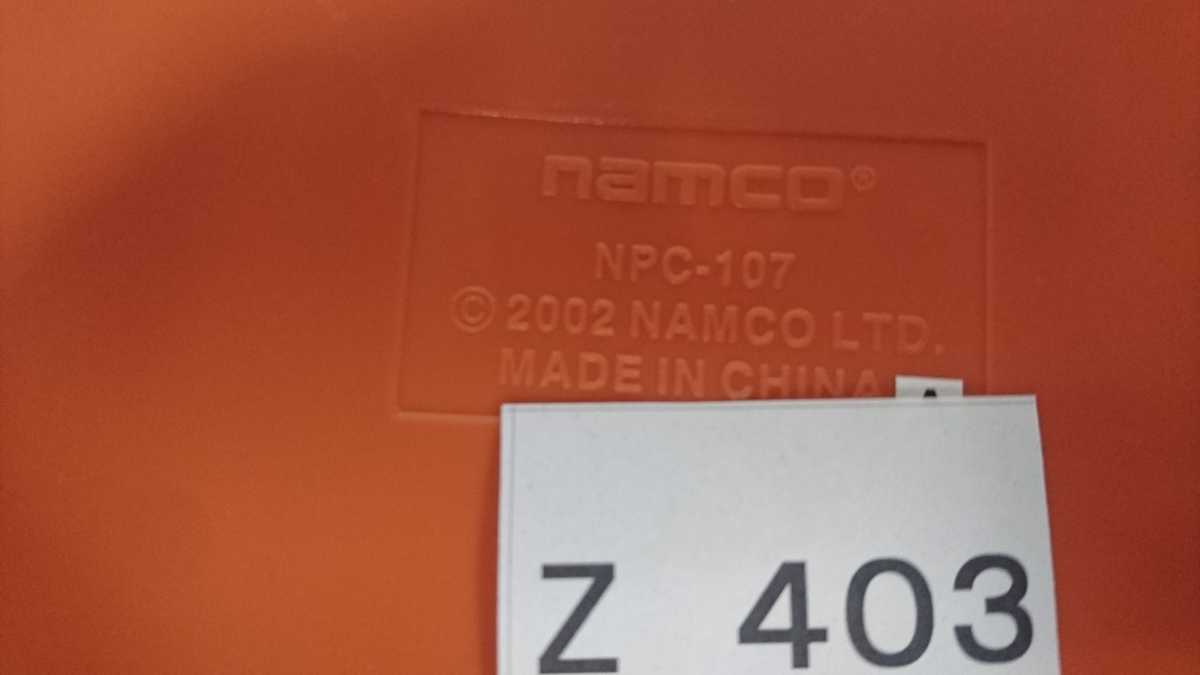 namco®
NPC-107
© 2002 NAMCO LTD.
MADE IN CHINA
Z 403